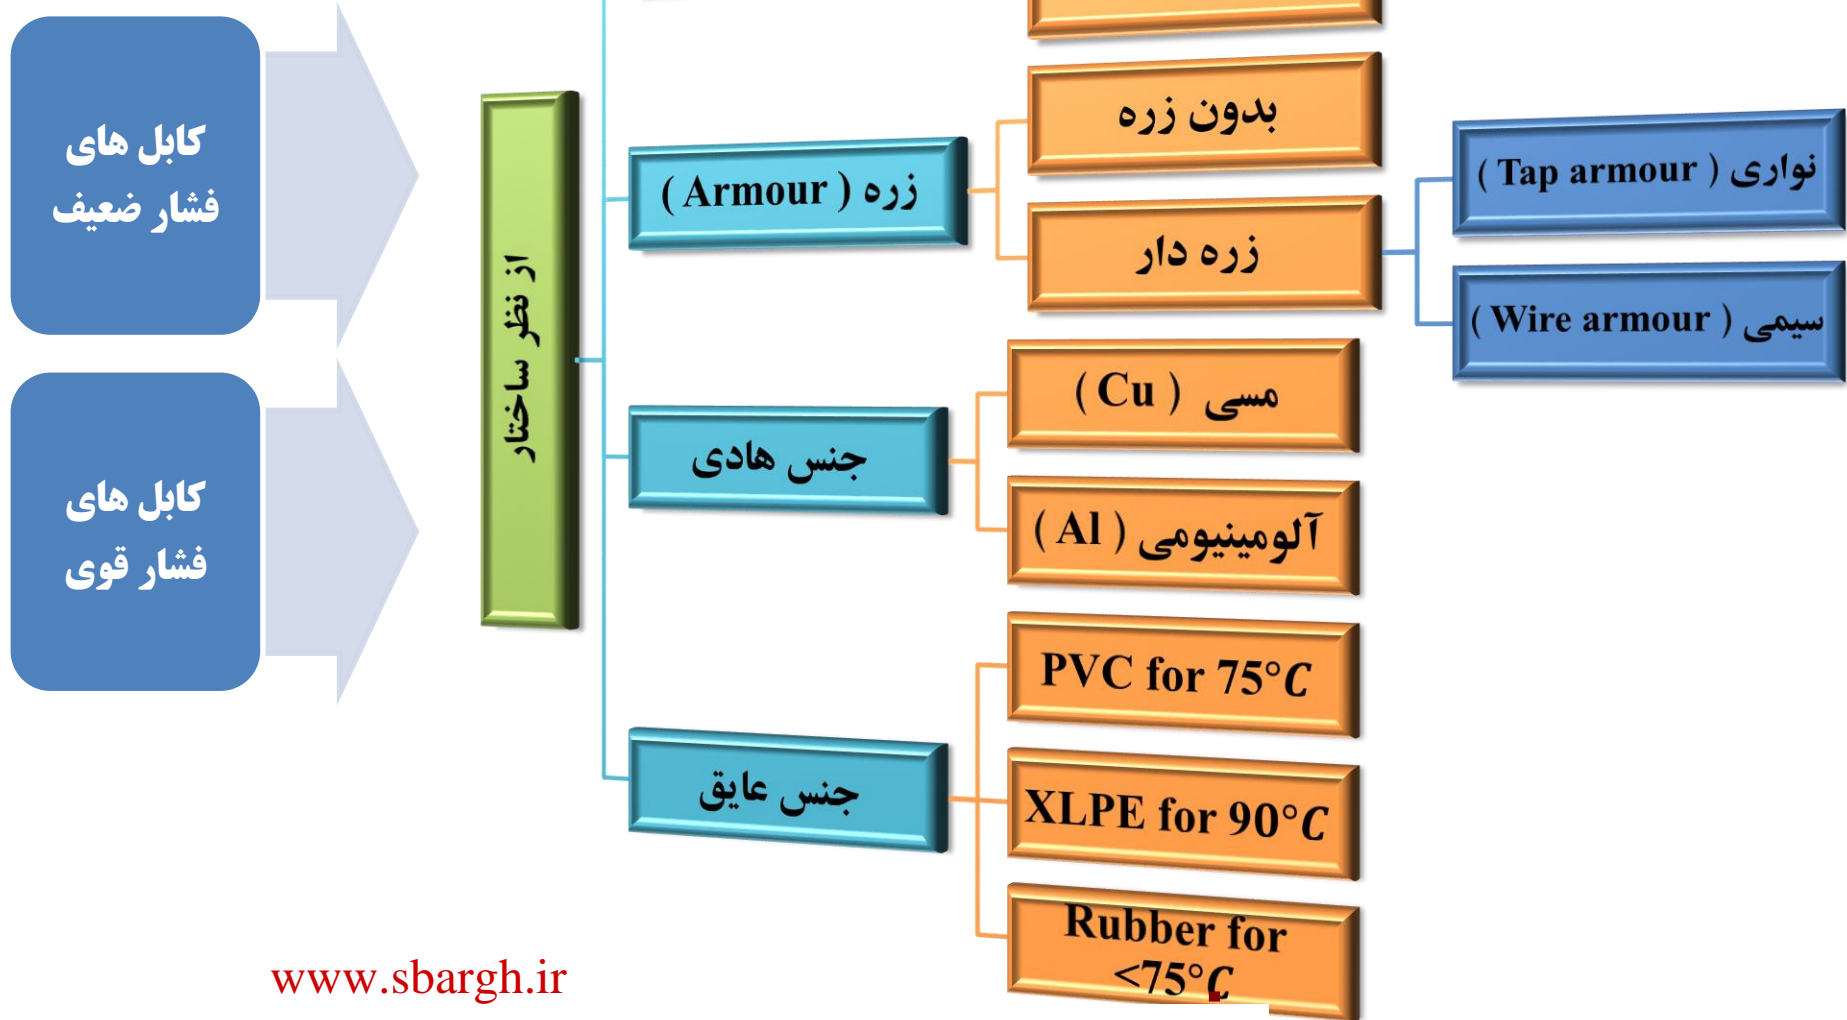 کابل های
فشار ضعیف
کابل های
فشار قوی
از نظر ساختار
زره ( Armour )
بدون زره
زره دار
نواری ( Tap armour )
سیمی ( Wire armour )
جنس هادی
مسی ( Cu )
آلومینیومی ( Al )
جنس عایق
PVC for 75°C
XLPE for 90°C
Rubber for
<75°C
www.sbargh.ir